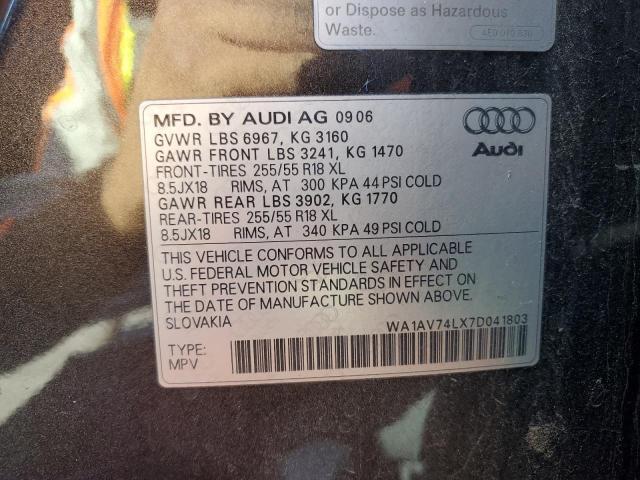 or Dispose as Hazardous
Waste.
4E0 010 830
MFD. BY AUDI AG 09 06
GVWR LBS 6967, KG 3160
GAWR FRONT LBS 3241, KG 1470
FRONT-TIRES 255/55 R18 XL
8.5JX18 RIMS, AT 300 KPA 44 PSI COLD
GAWR REAR LBS 3902, KG 1770
REAR-TIRES 255/55 R18 XL
8.5JX18 RIMS, AT 340 KPA 49 PSI COLD
Audi
THIS VEHICLE CONFORMS TO ALL APPLICABLE
U.S. FEDERAL MOTOR VEHICLE SAFETY AND
THEFT PREVENTION STANDARDS IN EFFECT ON
THE DATE OF MANUFACTURE SHOWN ABOVE.
SLOVAKIA WA1AV74LX7D041803
TYPE:
MPV